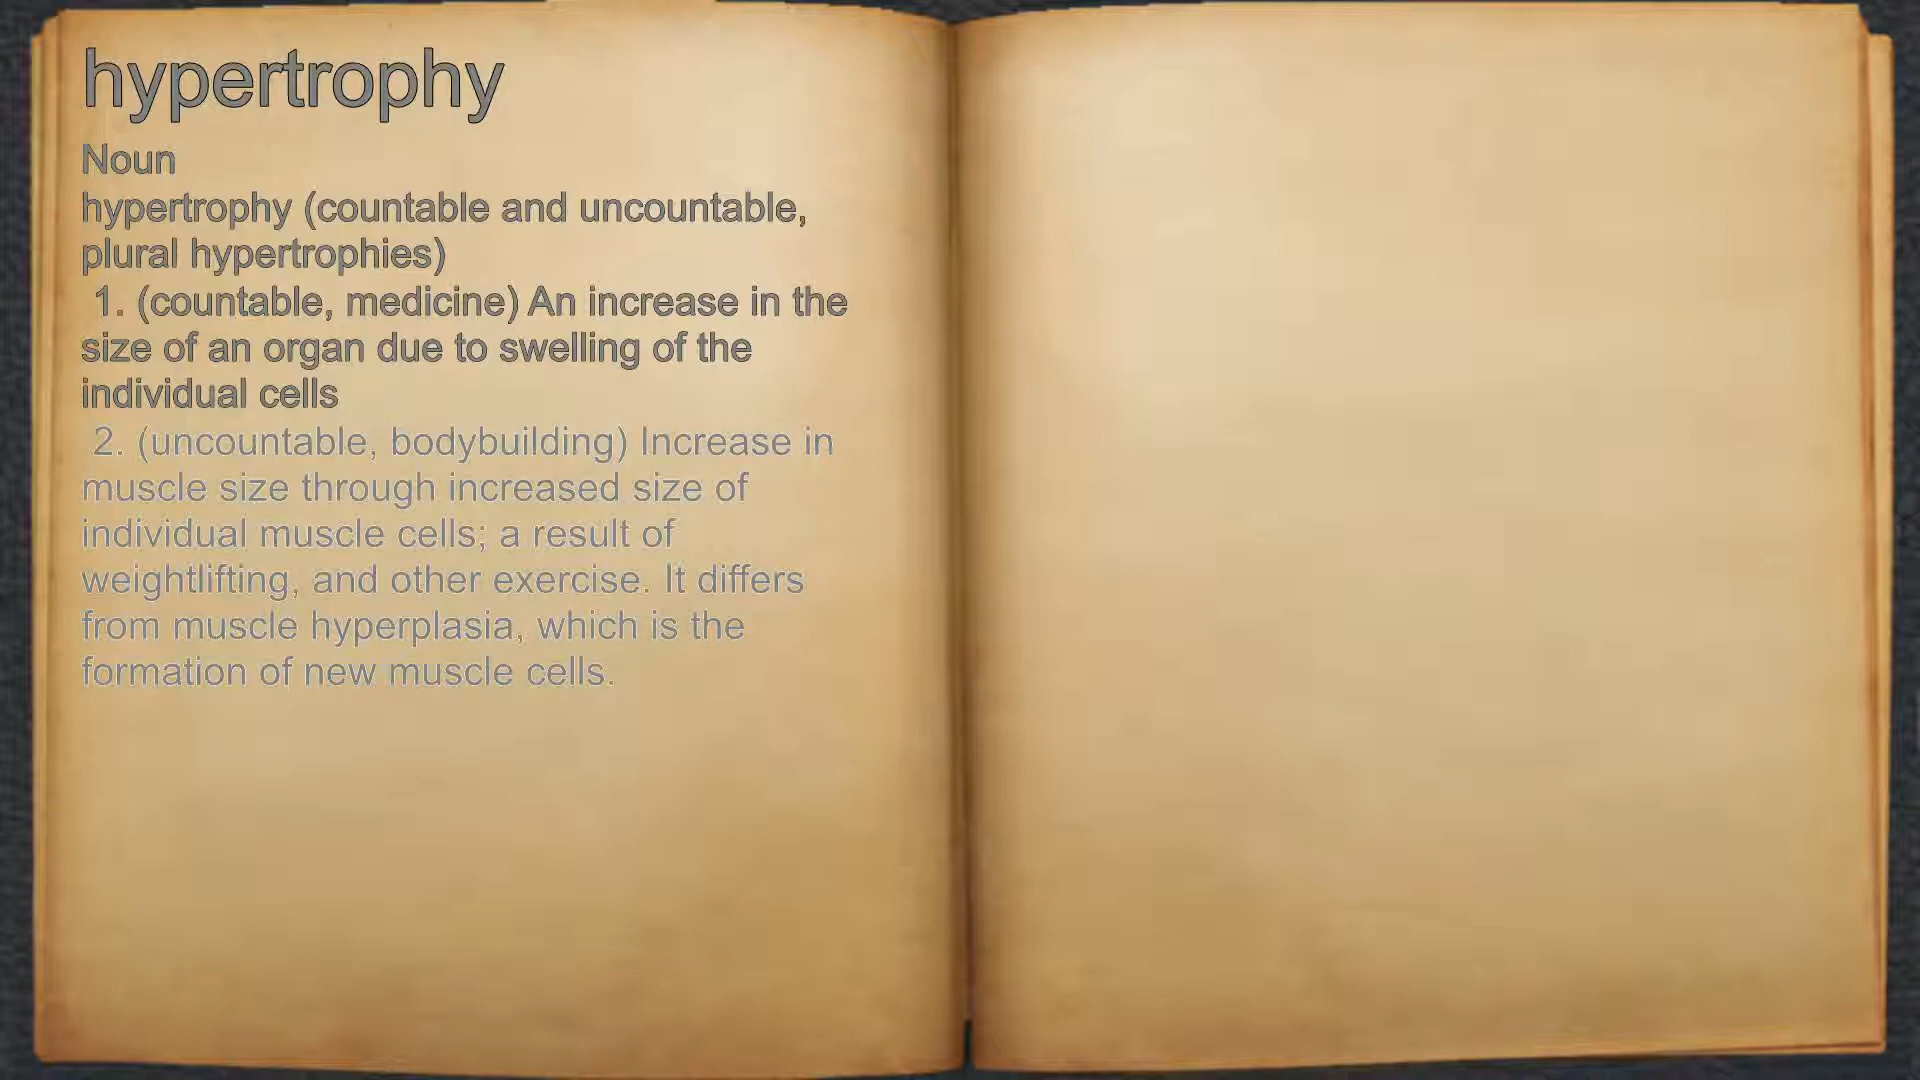 hypertrophy
Noun
hypertrophy (countable and uncountable,
plural hypertrophies)
1. (countable, medicine) An increase in the
size of an organ due to swelling of the
individual cells
2. (uncountable, bodybuilding) Increase in
muscle size through increased size of
individual muscle cells; a result of
weightlifting, and other exercise. It differs
from muscle hyperplasia, which is the
formation of new muscle cells.